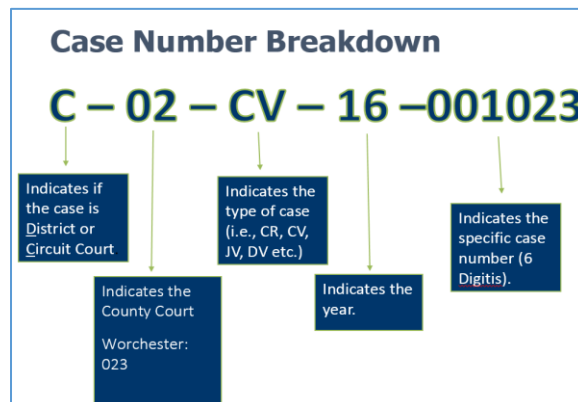 Case Number Breakdown
C – 02 – CV – 16 –001023
Indicates if
the case is
District or
Circuit Court
Indicates the
County Court
Worchester:
023
Indicates the
type of case
(i.e., CR, CV,
JV, DV etc.)
Indicates the
year.
Indicates the
specific case
number (6
Digitis).